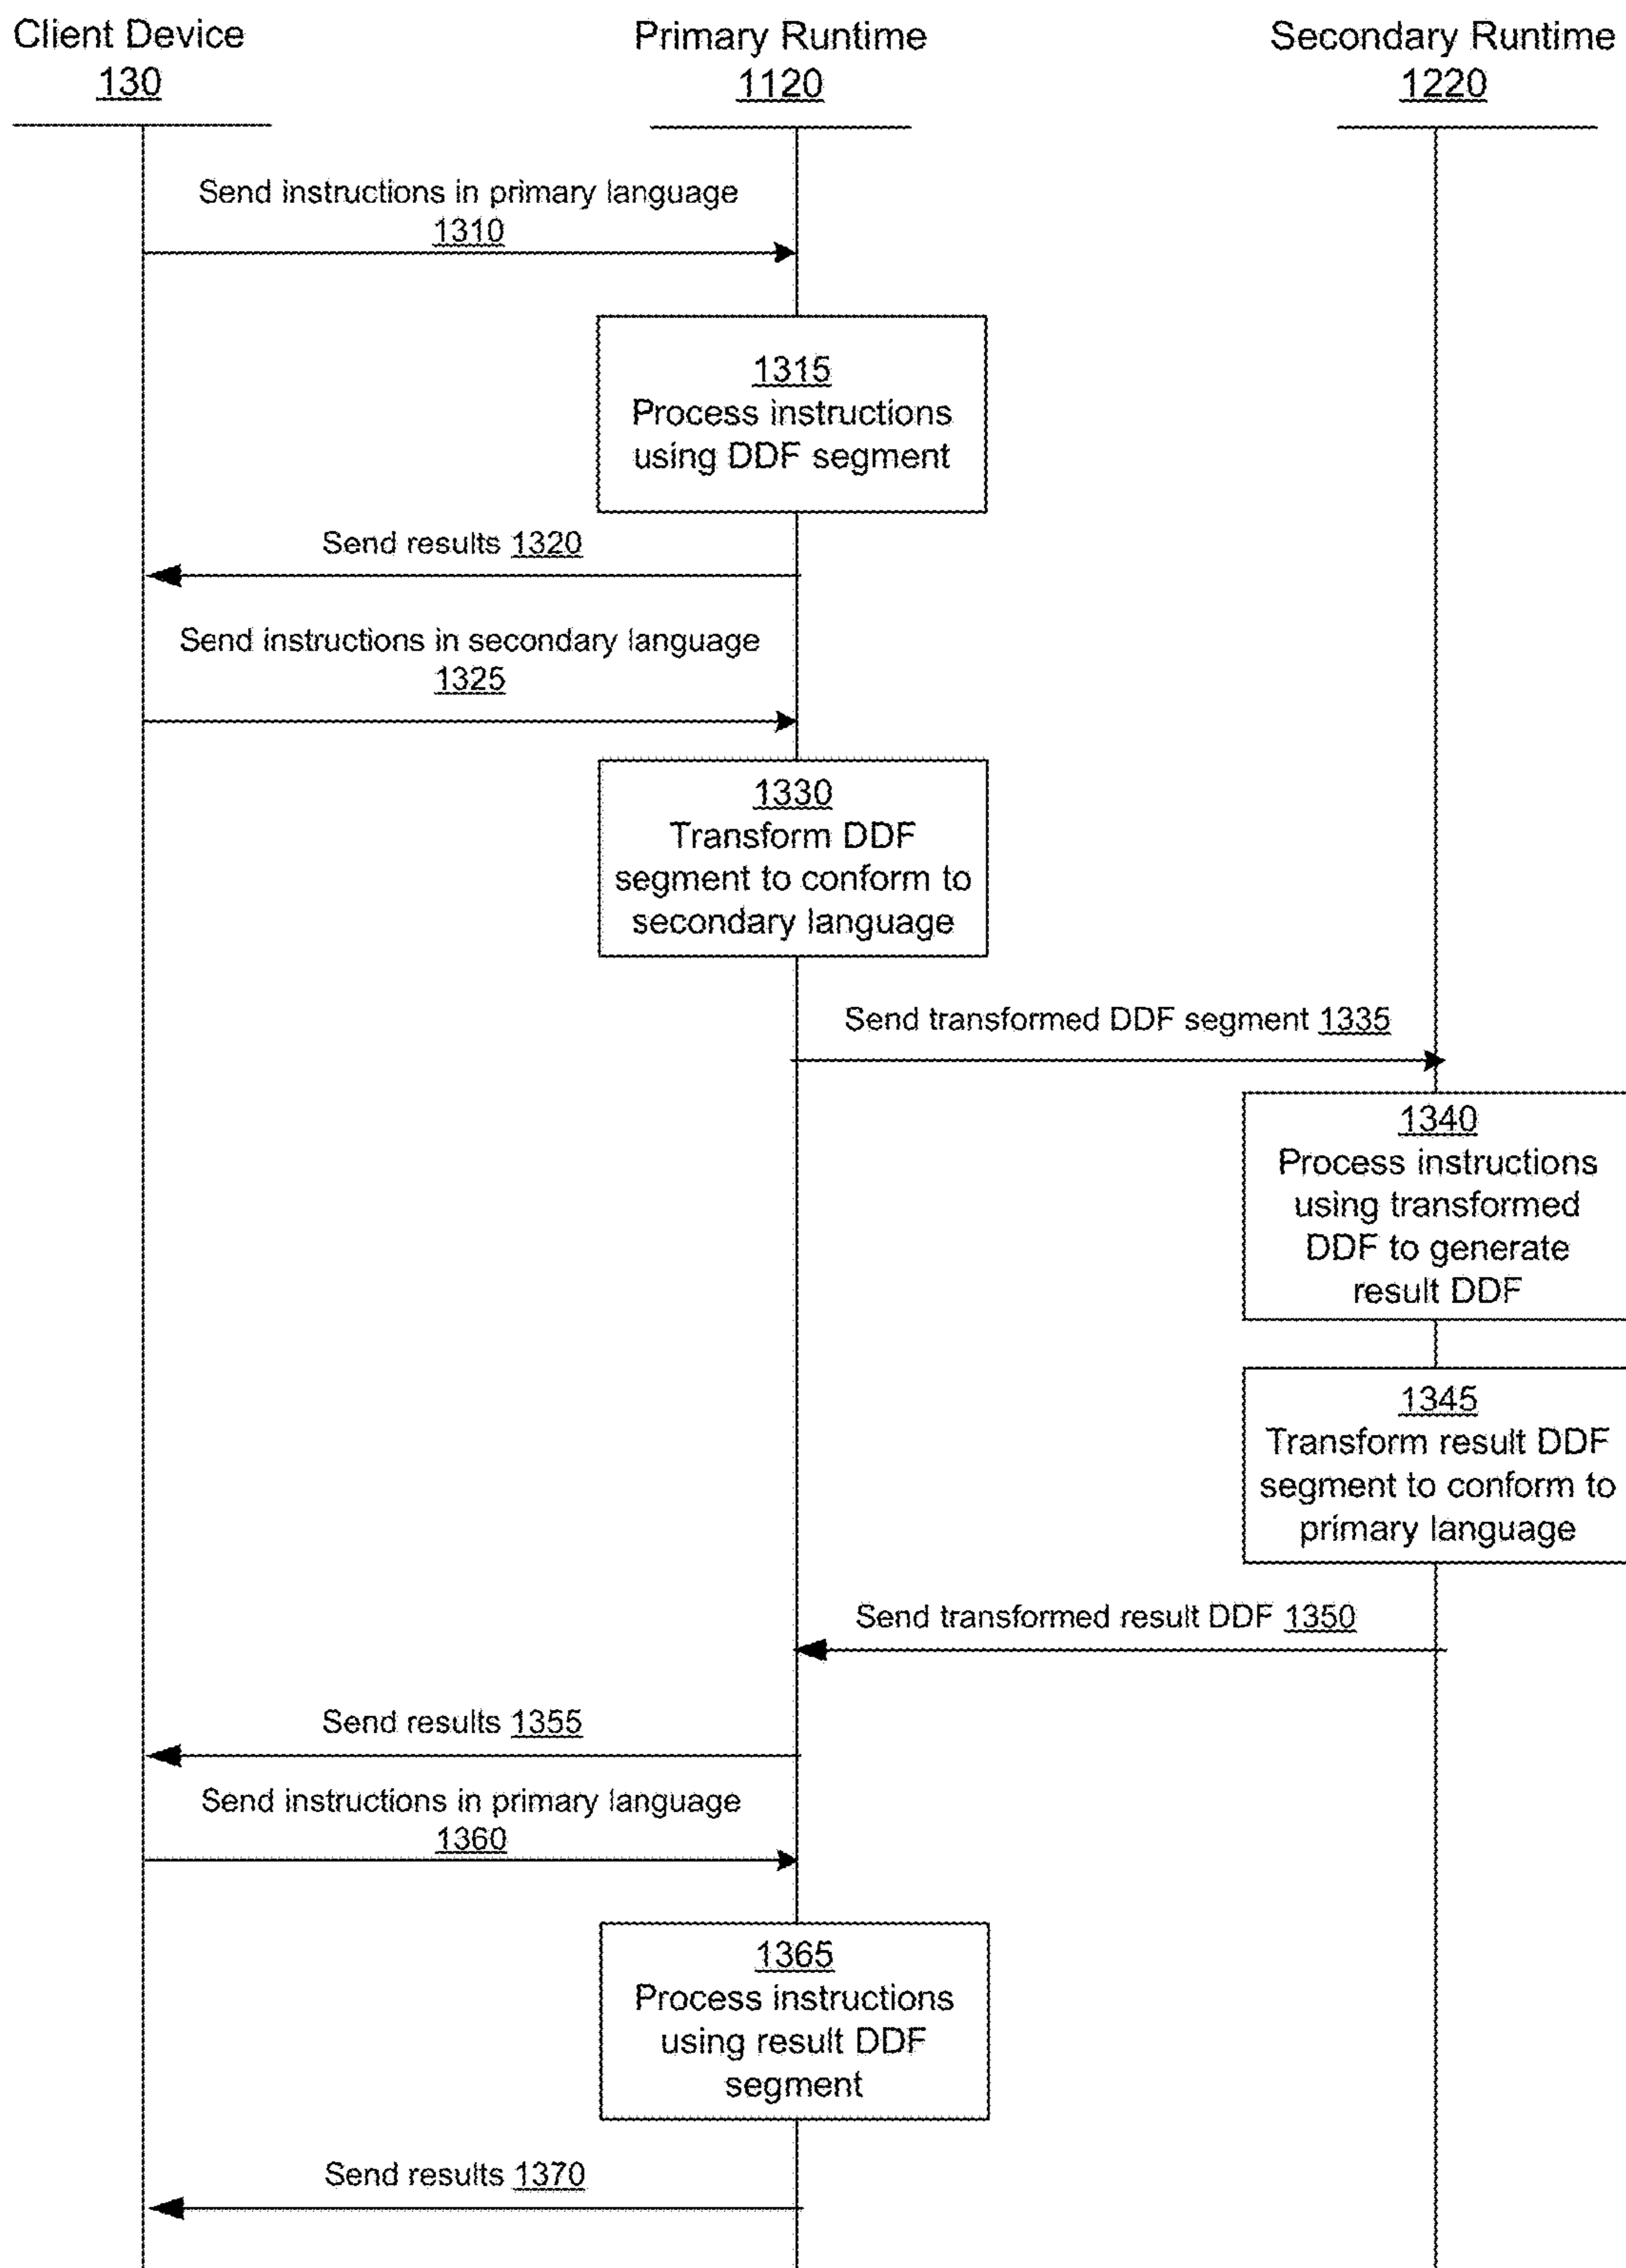 Client Device
130
Primary Runtime
1120
Secondary Runtime
1220
Send instructions in primary language
1310
1315
Process instructions
using DDF segment
Send results 1320
Send instructions in secondary language
1325
1330
Transform DDF
segment to conform to
secondary language
Send transformed DDF segment 1335
1340
Process instructions
using transformed
DDF to generate
result DDF
1345
Transform result DDF
segment to conform to
primary language
Send transformed result DDF 1350
Send results 1355
Send instructions in primary language
1360
1365
Process instructions
using result DDF
segment
Send results 1370